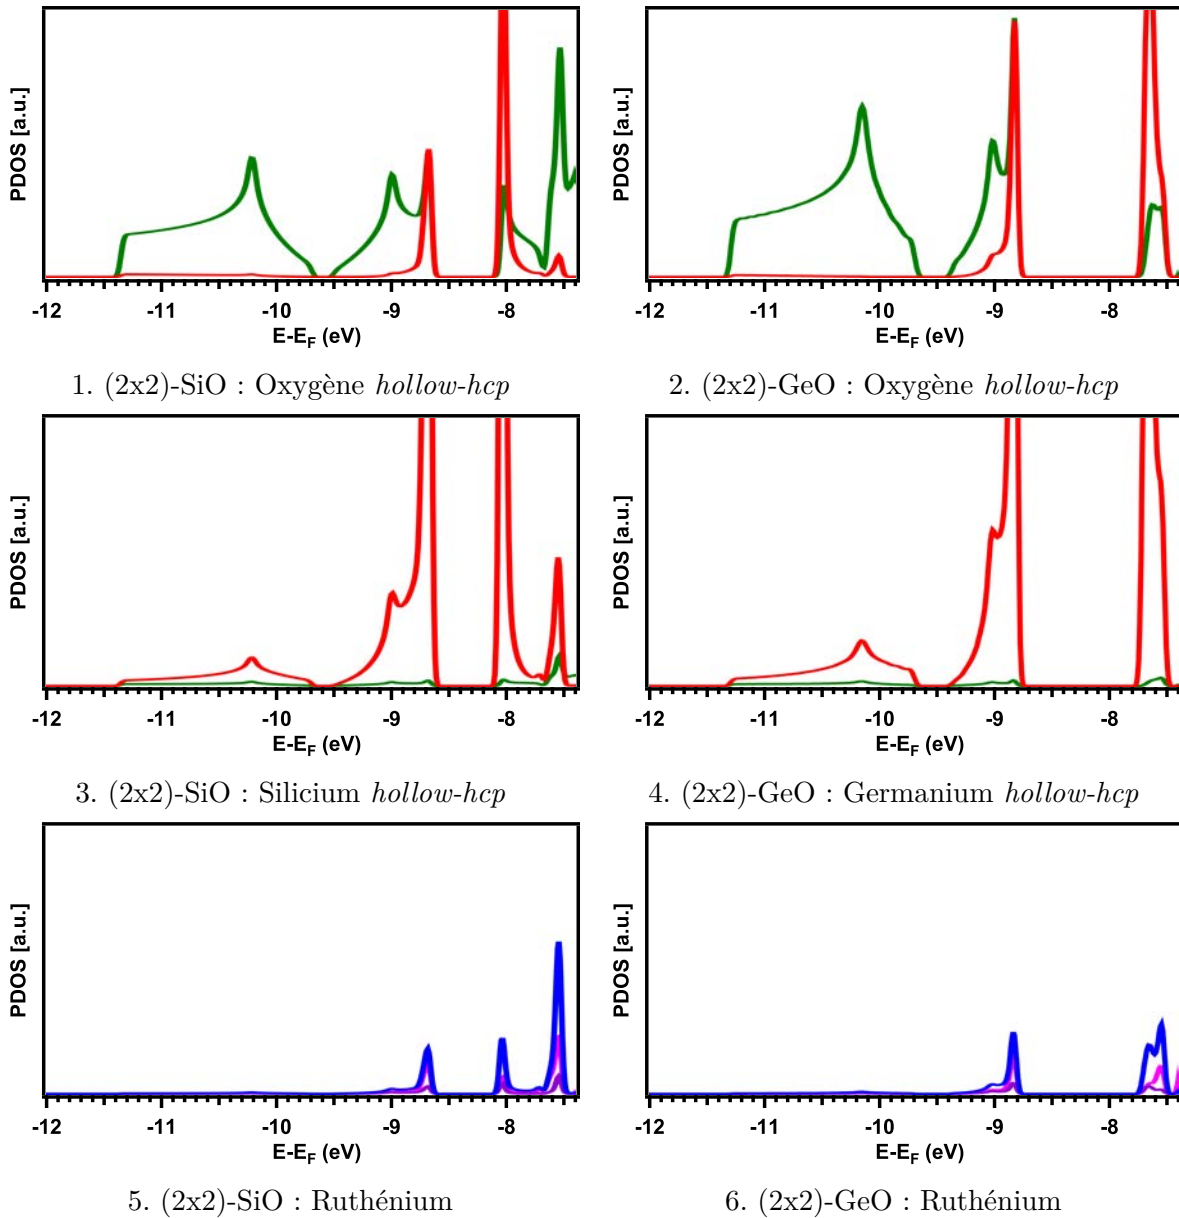 PDOS [a.u.]
-12 -11 -10 -9 -8
E-E_F (eV)
1. (2x2)-SiO : Oxygène hollow-hcp
PDOS [a.u.]
-12 -11 -10 -9 -8
E-E_F (eV)
2. (2x2)-GeO : Oxygène hollow-hcp
PDOS [a.u.]
-12 -11 -10 -9 -8
E-E_F (eV)
3. (2x2)-SiO : Silicium hollow-hcp
PDOS [a.u.]
-12 -11 -10 -9 -8
E-E_F (eV)
4. (2x2)-GeO : Germanium hollow-hcp
PDOS [a.u.]
-12 -11 -10 -9 -8
E-E_F (eV)
5. (2x2)-SiO : Ruthénium
PDOS [a.u.]
-12 -11 -10 -9 -8
E-E_F (eV)
6. (2x2)-GeO : Ruthénium